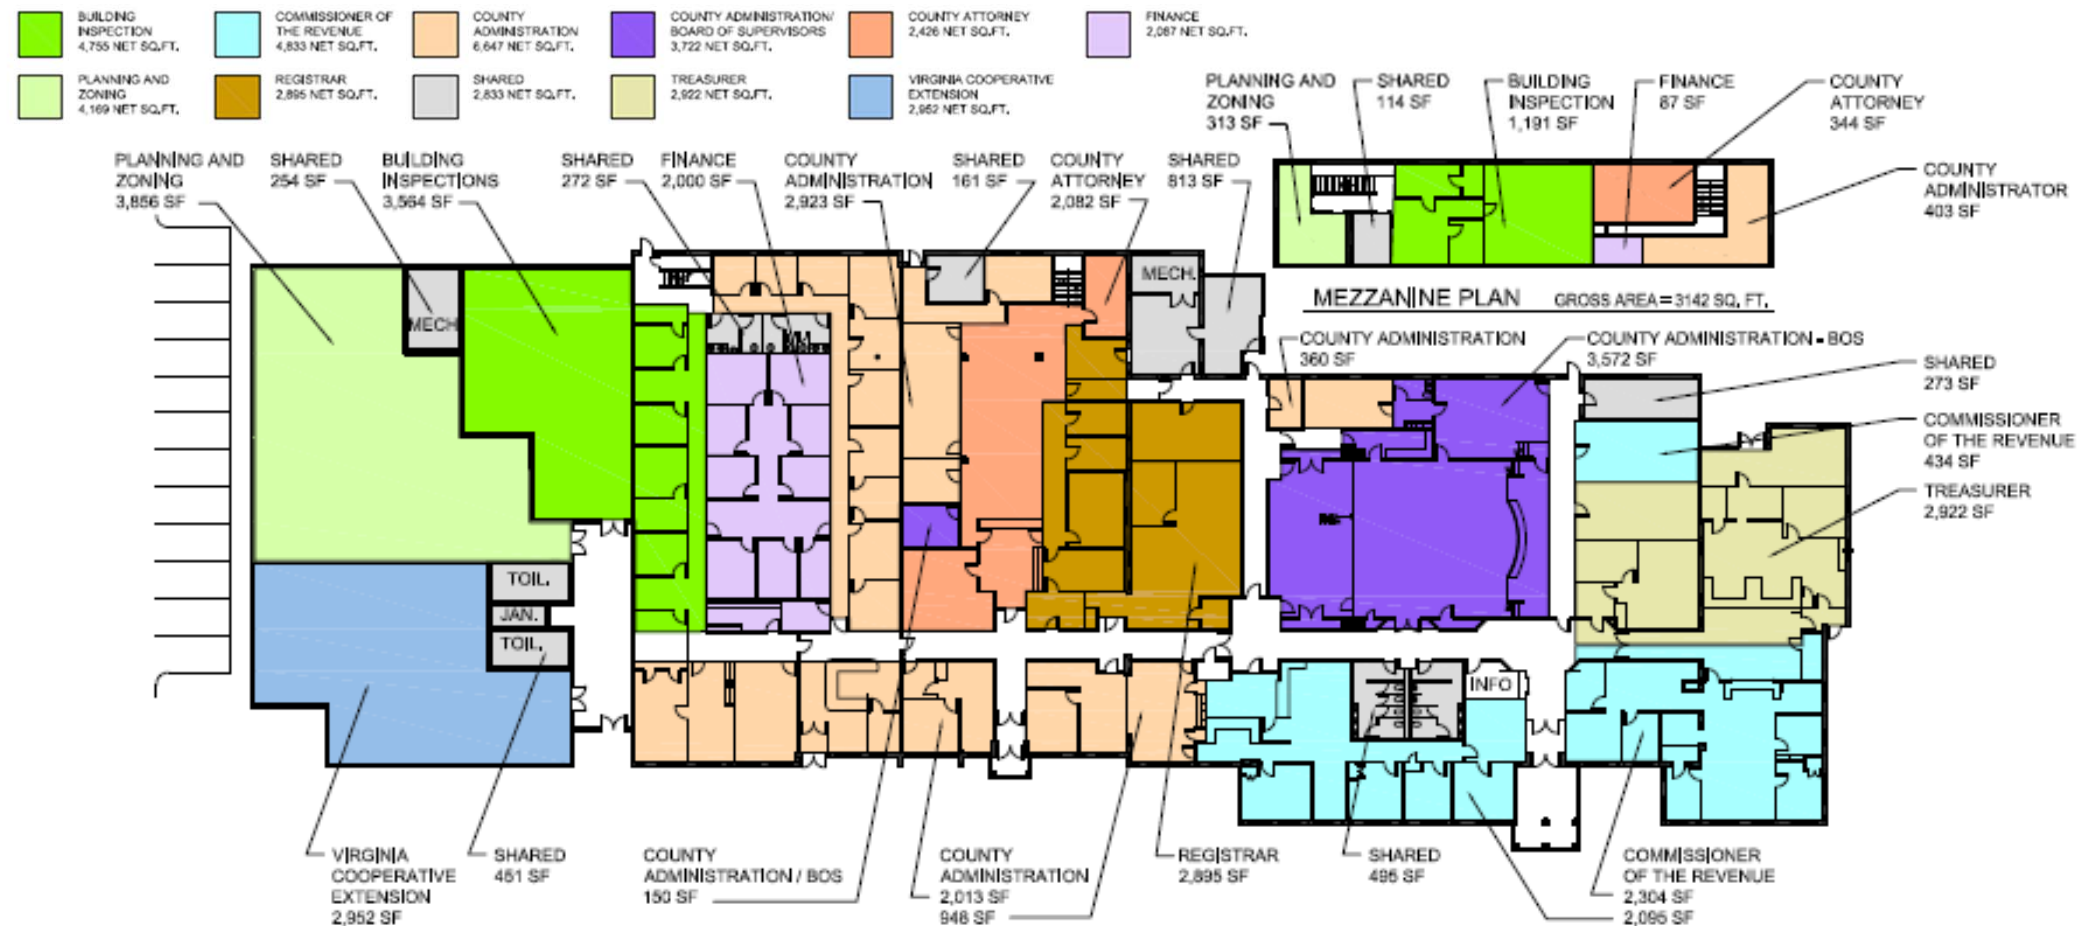 BUILDING
INSPECTION
4,755 NET SQ.FT.
COMMISSIONER OF
THE REVENUE
4,833 NET SQ.FT.
COUNTY
ADMINISTRATION
6,647 NET SQ.FT.
COUNTY ADMINISTRATION/
BOARD OF SUPERVISORS
3,722 NET SQ.FT.
COUNTY ATTORNEY
2,426 NET SQ.FT.
FINANCE
2,087 NET SQ.FT.
PLANNING AND
ZONING
4,169 NET SQ.FT.
REGISTRAR
2,895 NET SQ.FT.
SHARED
2,833 NET SQ.FT.
TREASURER
2,922 NET SQ.FT.
VIRGINIA COOPERATIVE
EXTENSION
2,952 NET SQ.FT.
PLANNING AND
ZONING
313 SF
SHARED
114 SF
BUILDING
INSPECTION
1,191 SF
FINANCE
87 SF
COUNTY
ATTORNEY
344 SF
COUNTY
ADMINISTRATOR
403 SF
MEZZANINE PLAN GROSS AREA = 3142 SQ. FT.
PLANNING AND
ZONING
3,856 SF
SHARED
254 SF
BUILDING
INSPECTIONS
3,564 SF
SHARED
272 SF
FINANCE
2,000 SF
COUNTY
ADMINISTRATION
2,923 SF
SHARED
161 SF
COUNTY
ATTORNEY
2,082 SF
SHARED
813 SF
MECH
MECH.
COUNTY ADMINISTRATION
360 SF
COUNTY ADMINISTRATION - BOS
3,572 SF
SHARED
273 SF
COMMISSIONER
OF THE REVENUE
434 SF
TREASURER
2,922 SF
TOIL.
JAN.
TOIL.
INFO
VIRGINIA
COOPERATIVE
EXTENSION
2,952 SF
SHARED
451 SF
COUNTY
ADMINISTRATION / BOS
150 SF
COUNTY
ADMINISTRATION
2,013 SF
948 SF
REGISTRAR
2,895 SF
SHARED
495 SF
COMMISSIONER
OF THE REVENUE
2,304 SF
2,095 SF